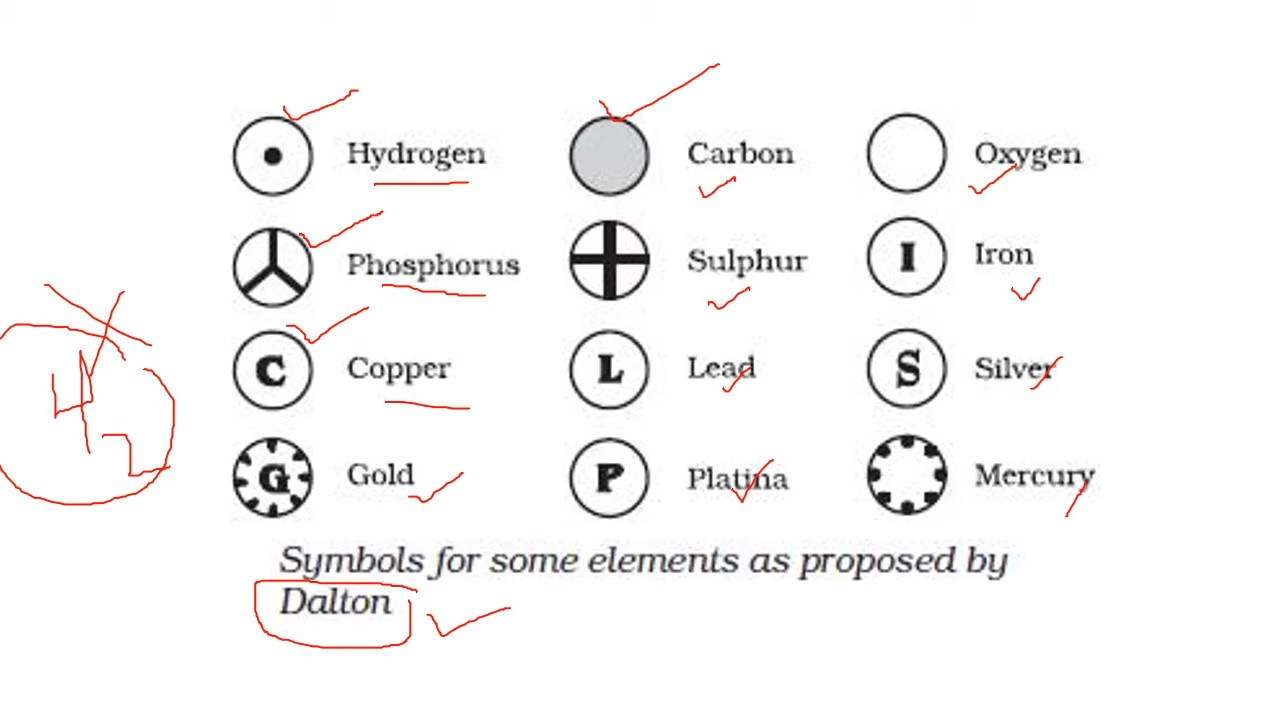 Hydrogen Carbon Oxygen
Phosphorus Sulphur I Iron
C Copper L Lead S Silver
G Gold P Platina Mercury
Symbols for some elements as proposed by
Dalton